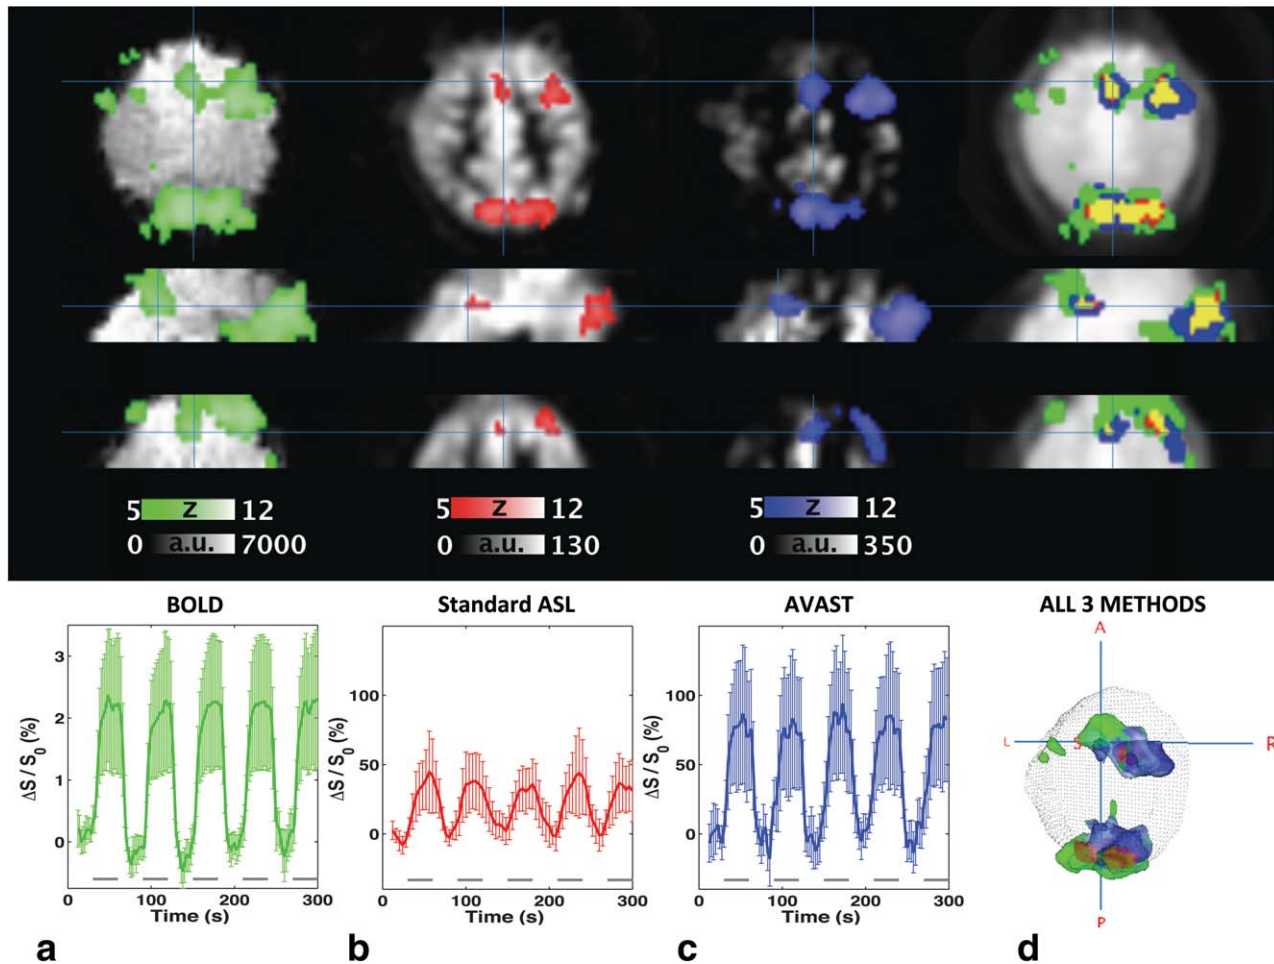 5 z 12
0 a.u. 7000
5 z 12
0 a.u. 130
5 z 12
0 a.u. 350
BOLD
ΔS / S0 (%)
3
2
1
0
0 100 200 300
Time (s)
a
Standard ASL
ΔS / S0 (%)
100
50
0
0 100 200 300
Time (s)
b
AVAST
ΔS / S0 (%)
100
50
0
0 100 200 300
Time (s)
c
ALL 3 METHODS
A
L
S
R
P
d